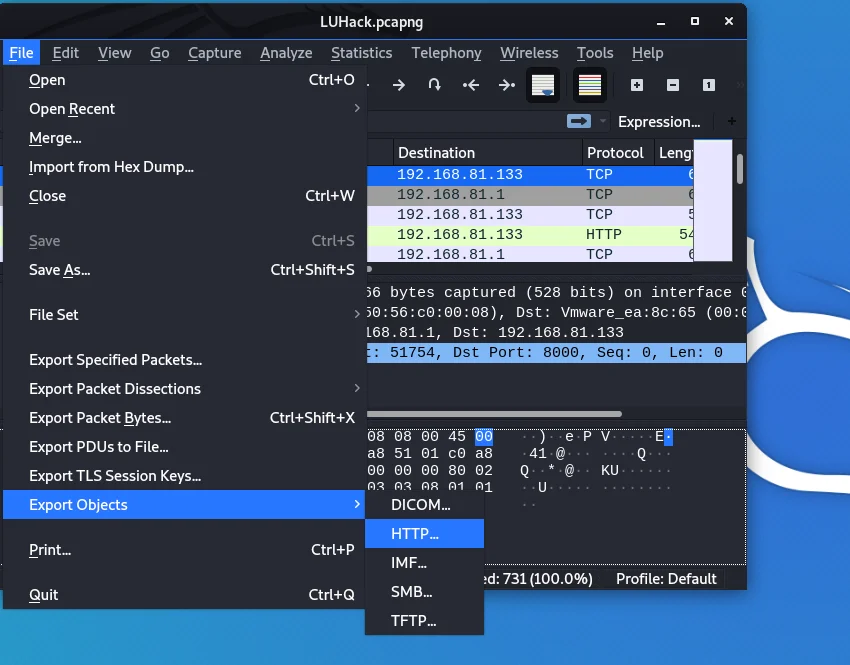 LUHack.pcapng
File Edit View Go Capture Analyze Statistics Telephony Wireless Tools Help
Open Ctrl+O
Open Recent
Merge...
Import from Hex Dump...
Close Ctrl+W
Save Ctrl+S
Save As... Ctrl+Shift+S
File Set
Export Specified Packets...
Export Packet Dissections
Export Packet Bytes... Ctrl+Shift+X
Export PDUs to File...
Export TLS Session Keys...
Export Objects
Print... Ctrl+P
Quit Ctrl+Q
DICOM...
HTTP...
IMF...
SMB...
TFTP...
1
Expression... +
Destination Protocol Leng
192.168.81.133 TCP 6
192.168.81.1 TCP 6
192.168.81.133 TCP 5
192.168.81.133 HTTP 54
192.168.81.1 TCP 6
66 bytes captured (528 bits) on interface 0
50:56:c0:00:08), Dst: Vmware_ea:8c:65 (00:0
168.81.1, Dst: 192.168.81.133
t: 51754, Dst Port: 8000, Seq: 0, Len: 0
08 08 00 45 00 ··)··e·P V·····E·
a8 51 01 c0 a8 ·41·@··· ····Q···
00 00 00 80 02 Q··*·@·· KU······
03 03 08 01 01 ··U····· ········
··
ed: 731 (100.0%) Profile: Default